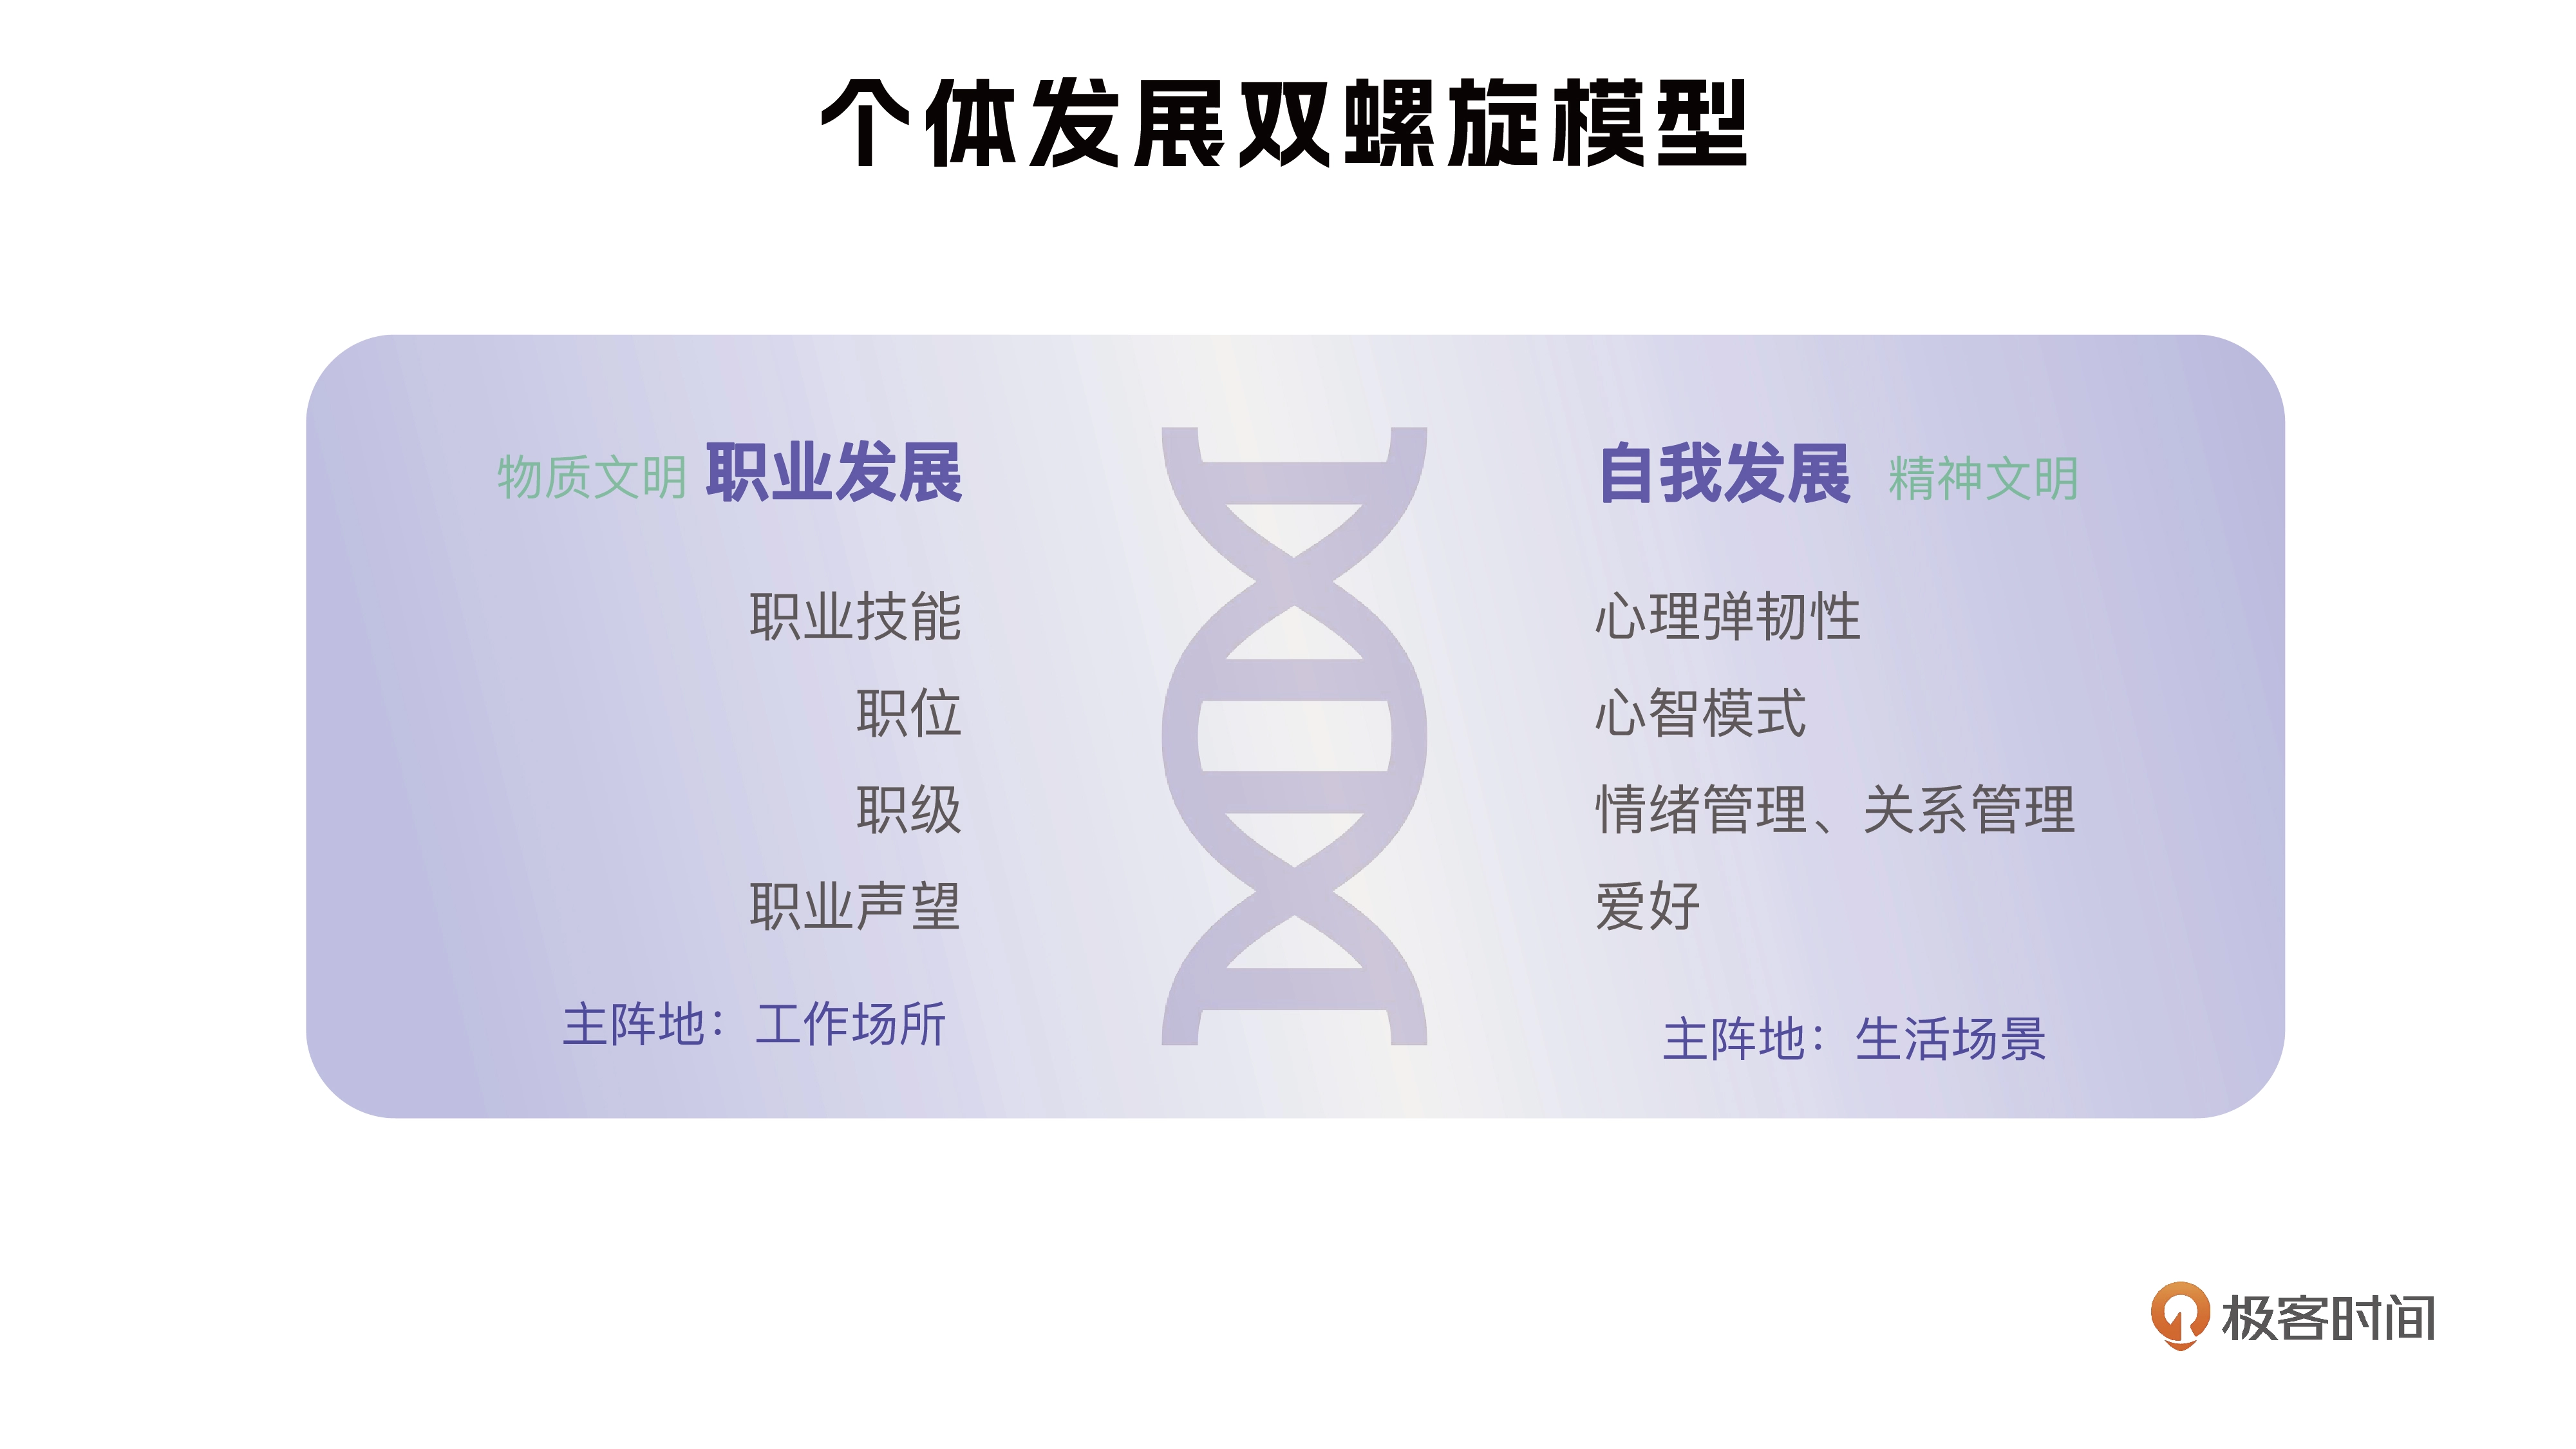 个体发展双螺旋模型
物质文明 职业发展
职业技能
职位
职级
职业声望
主阵地：工作场所
自我发展 精神文明
心理弹韧性
心智模式
情绪管理、关系管理
爱好
主阵地：生活场景
极客时间